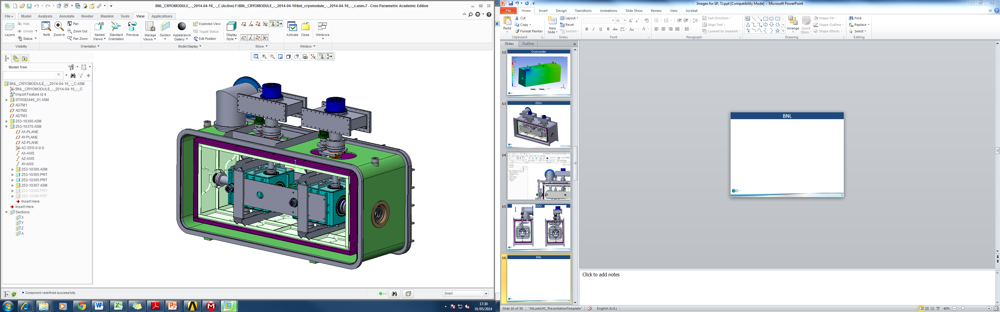 BNL_CRYOMODULE_-_2014-04-16_-_C (Active) F:\BNL_CRYOMODULE_-_2014-04-16\bnl_cryomodule_-_2014-04-16_-_c.asm.7 - Creo Parametric Academic Edition
File Model Analysis Annotate Render Manikin Tools View Applications
Layers
Hide
Unhide
Status
Visibility
Refit
Zoom In
Pan
Zoom Out
Pan Zoom
Named Views
Standard Orientation
Previous
Orientation
Manage Views
Section
Appearance Gallery
Exploded View
Toggle Status
Edit Position
Display Style
Model Display
Show
Activate
Close
Windows
Window
Model Tree
BNL_CRYOMODULE_-_2014-04-16_-_C.ASM
BNL_CRYOMODULE_-_2014-04-16_-_C
Import Feature id 4
ST0582446_01.ASM
ADTM1
ADTM2
ADTM3
253-10300.ASM
253-10370.ASM
AX-PLANE
AY-PLANE
AZ-PLANE
AC-SYS-0-0-0
AX-AXIS
AZ-AXIS
AY-AXIS
253-10366.ASM
253-10365.PRT
253-10365.PRT
253-10367.ASM
253-10365.PRT
253-10365.PRT
Insert Here
Insert Here
Sections
X
Y
Z
A
Component redefined successfully.
Smart
17:30
01/05/2014
Images for SP, TJ.ppt [Compatibility Mode] - Microsoft PowerPoint
File Home Insert Design Transitions Animations Slide Show Review View Acrobat
Paste
Cut
Copy
Format Painter
Clipboard
New Slide
Layout
Reset
Section
Slides
36
Font
Text Direction
Align Text
Convert to SmartArt
Paragraph
Arrange
Quick Styles
Shape Fill
Shape Outline
Shape Effects
Drawing
Find
Replace
Select
Editing
Slides Outline
12
Cryocooler
13
ODU
14
15
ODU
16
BNL
BNL
Click to add notes
Slide 16 of 30 "HiLumiLHC_PresentationTemplate" English (U.K.) 40%